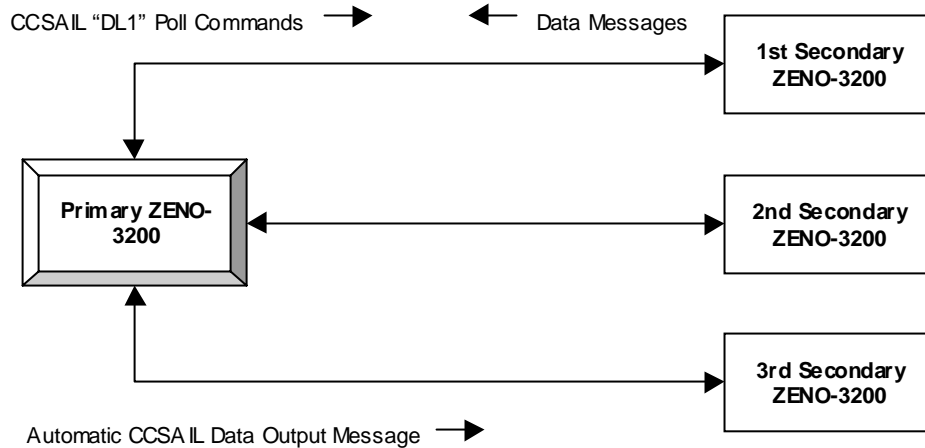 CCSAIL “DL1” Poll Commands
Data Messages
1st Secondary
ZENO-3200
Primary ZENO-
3200
2nd Secondary
ZENO-3200
3rd Secondary
ZENO-3200
Automatic CCSAIL Data Output Message